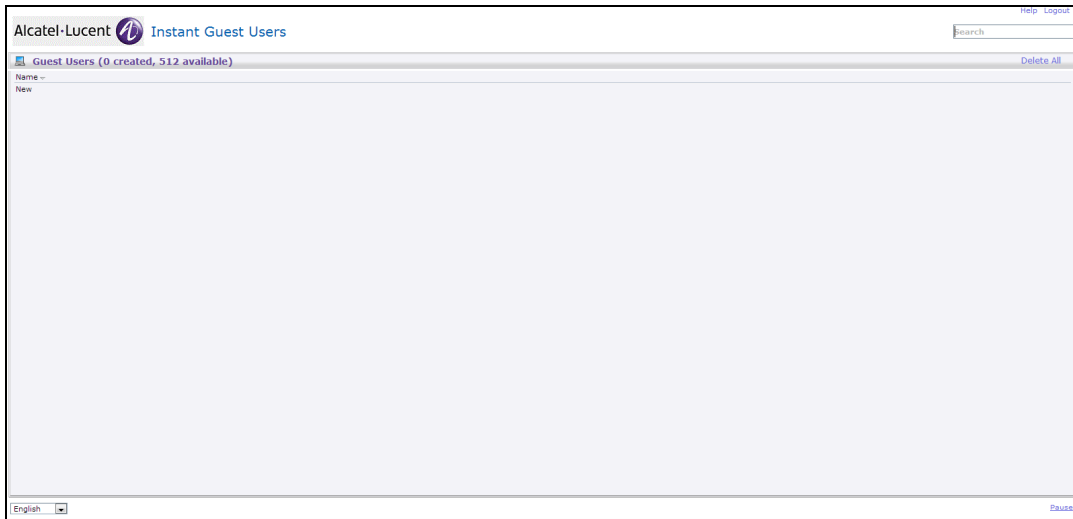 Help Logout
Alcatel·Lucent Instant Guest Users
Search
Guest Users (0 created, 512 available) Delete All
Name
New
English Pause